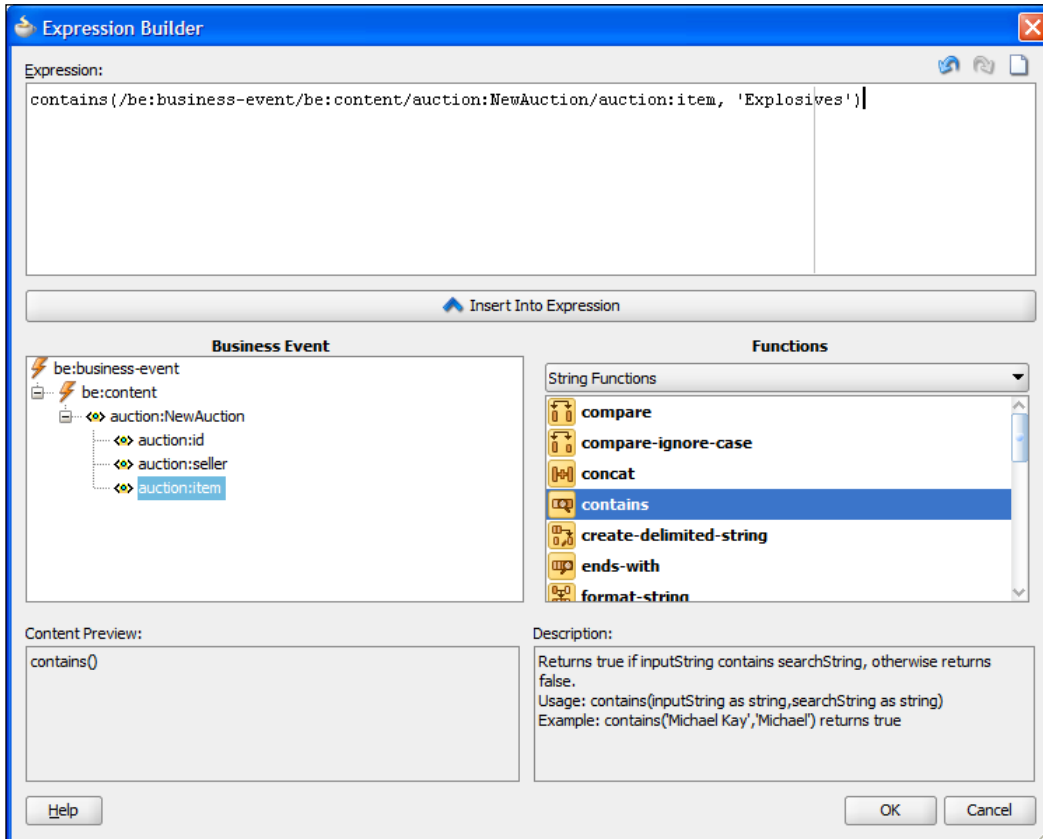 Expression Builder
Expression:
contains(/be:business-event/be:content/auction:NewAuction/auction:item, 'Explosives')
Insert Into Expression
Business Event
be:business-event
be:content
auction:NewAuction
auction:id
auction:seller
auction:item
Functions
String Functions
compare
compare-ignore-case
concat
contains
create-delimited-string
ends-with
format-string
Content Preview:
contains()
Description:
Returns true if inputString contains searchString, otherwise returns
false.
Usage: contains(inputString as string,searchString as string)
Example: contains('Michael Kay','Michael') returns true
Help
OK
Cancel